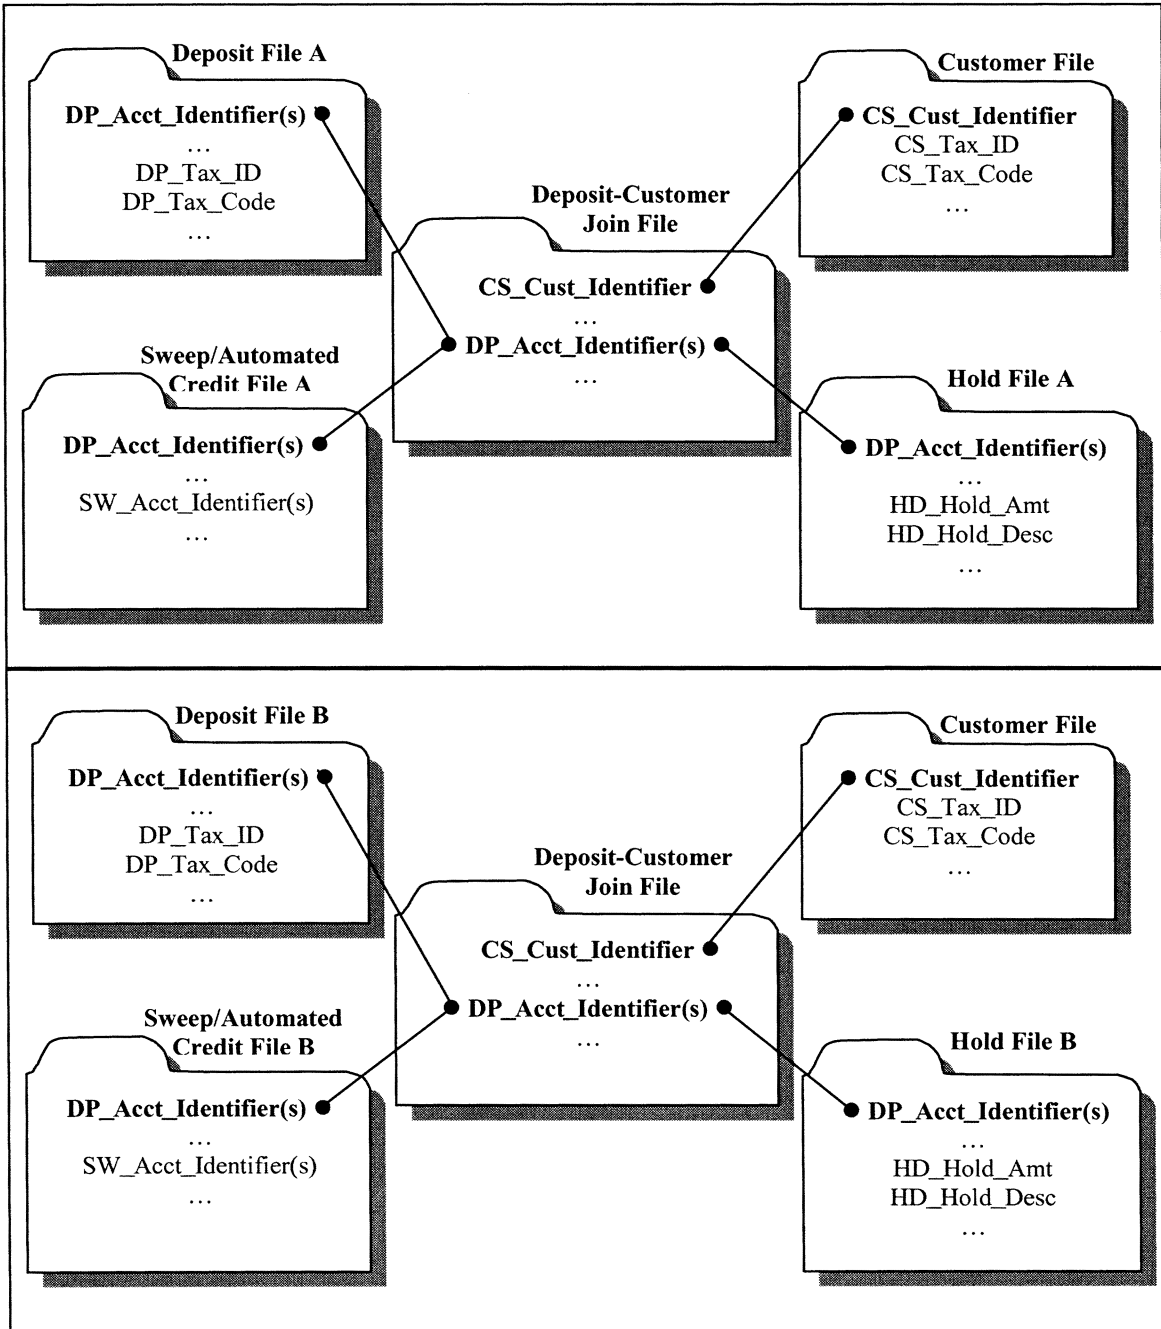 Deposit File A
DP_Acct_Identifier(s)
…
DP_Tax_ID
DP_Tax_Code
…
Customer File
CS_Cust_Identifier
CS_Tax_ID
CS_Tax_Code
…
Deposit-Customer
Join File
CS_Cust_Identifier
…
DP_Acct_Identifier(s)
…
Sweep/Automated
Credit File A
DP_Acct_Identifier(s)
…
SW_Acct_Identifier(s)
…
Hold File A
DP_Acct_Identifier(s)
…
HD_Hold_Amt
HD_Hold_Desc
…
Deposit File B
DP_Acct_Identifier(s)
…
DP_Tax_ID
DP_Tax_Code
…
Customer File
CS_Cust_Identifier
CS_Tax_ID
CS_Tax_Code
…
Deposit-Customer
Join File
CS_Cust_Identifier
…
DP_Acct_Identifier(s)
…
Sweep/Automated
Credit File B
DP_Acct_Identifier(s)
…
SW_Acct_Identifier(s)
…
Hold File B
DP_Acct_Identifier(s)
…
HD_Hold_Amt
HD_Hold_Desc
…